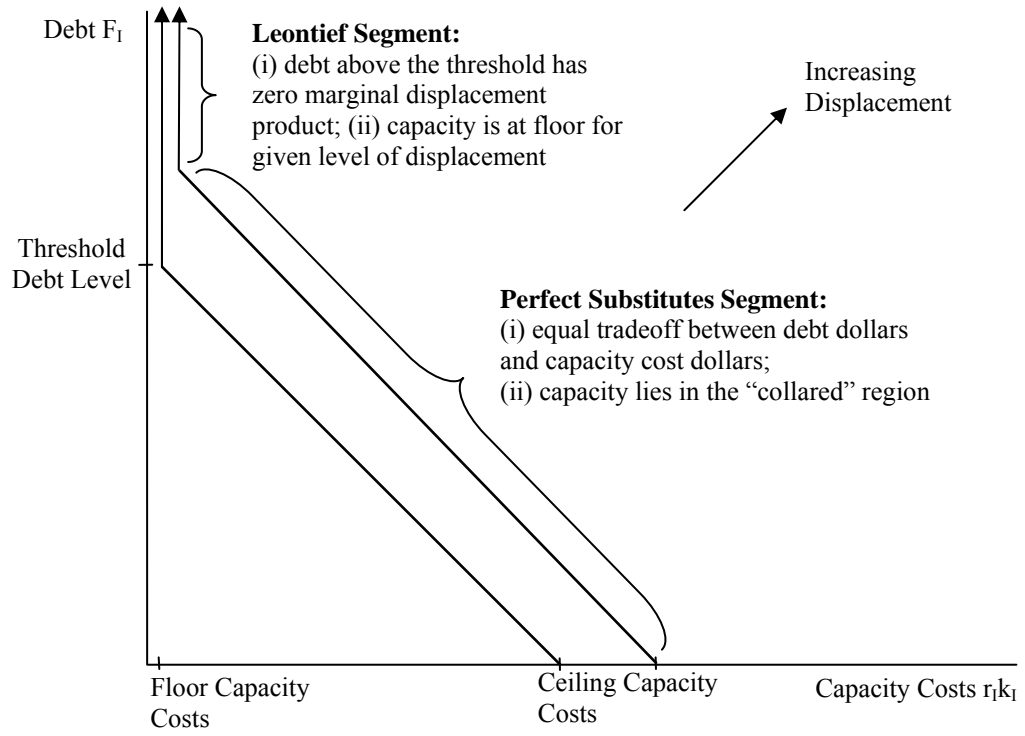 Debt F_I
Leontief Segment:
(i) debt above the threshold has
zero marginal displacement
product; (ii) capacity is at floor for
given level of displacement
Increasing
Displacement
Threshold
Debt Level
Perfect Substitutes Segment:
(i) equal tradeoff between debt dollars
and capacity cost dollars;
(ii) capacity lies in the “collared” region
Floor Capacity
Costs
Ceiling Capacity
Costs
Capacity Costs r_Ik_I